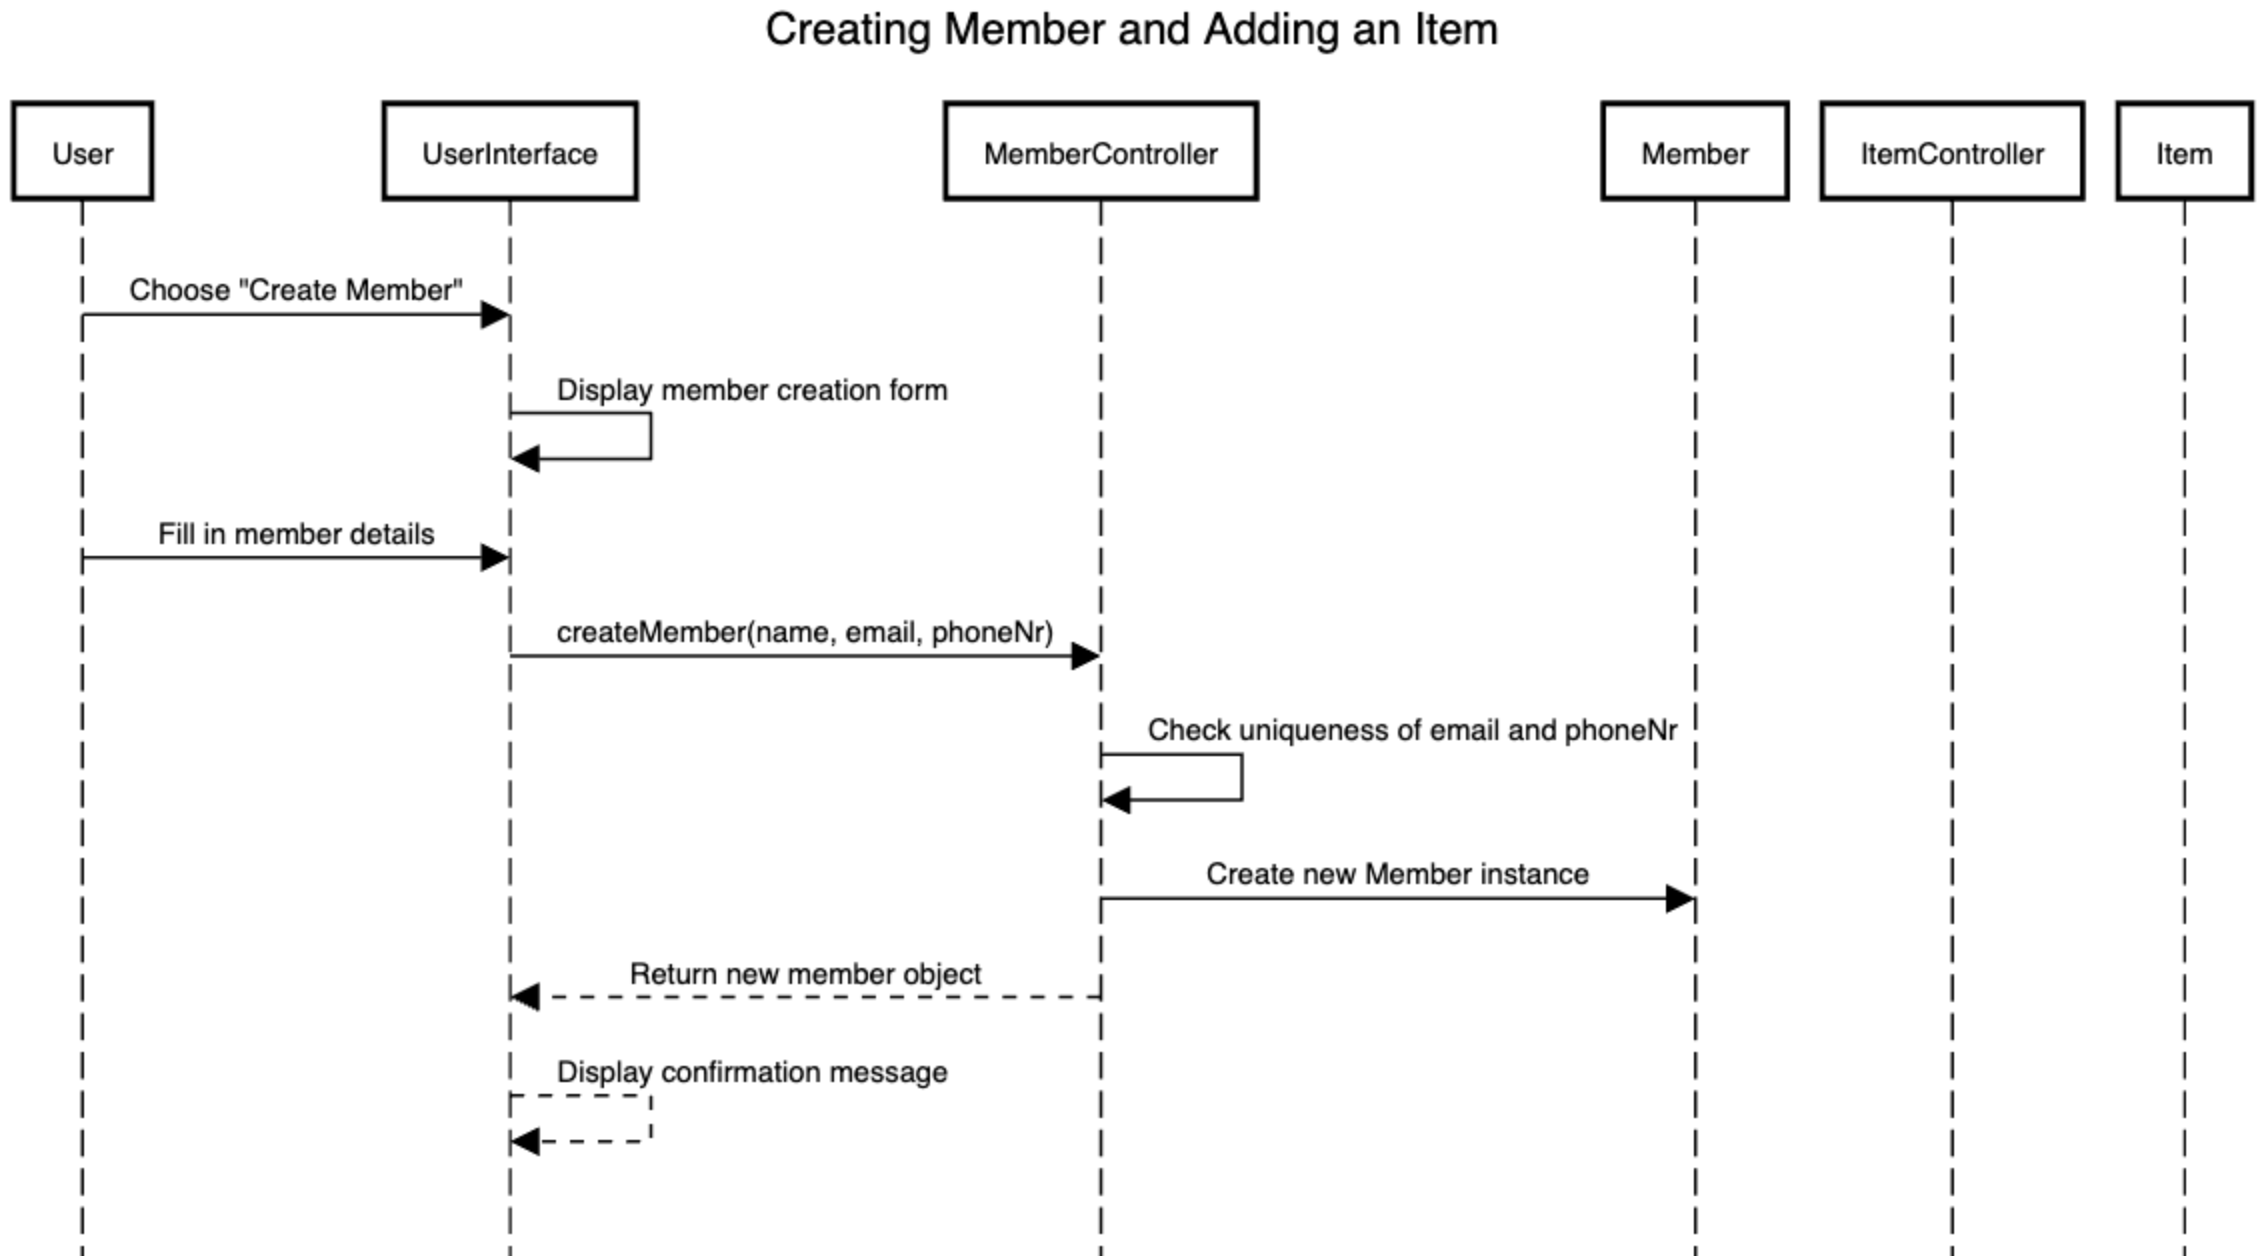 Creating Member and Adding an Item
User
UserInterface
MemberController
Member
ItemController
Item
Choose "Create Member"
Display member creation form
Fill in member details
createMember(name, email, phoneNr)
Check uniqueness of email and phoneNr
Create new Member instance
Return new member object
Display confirmation message